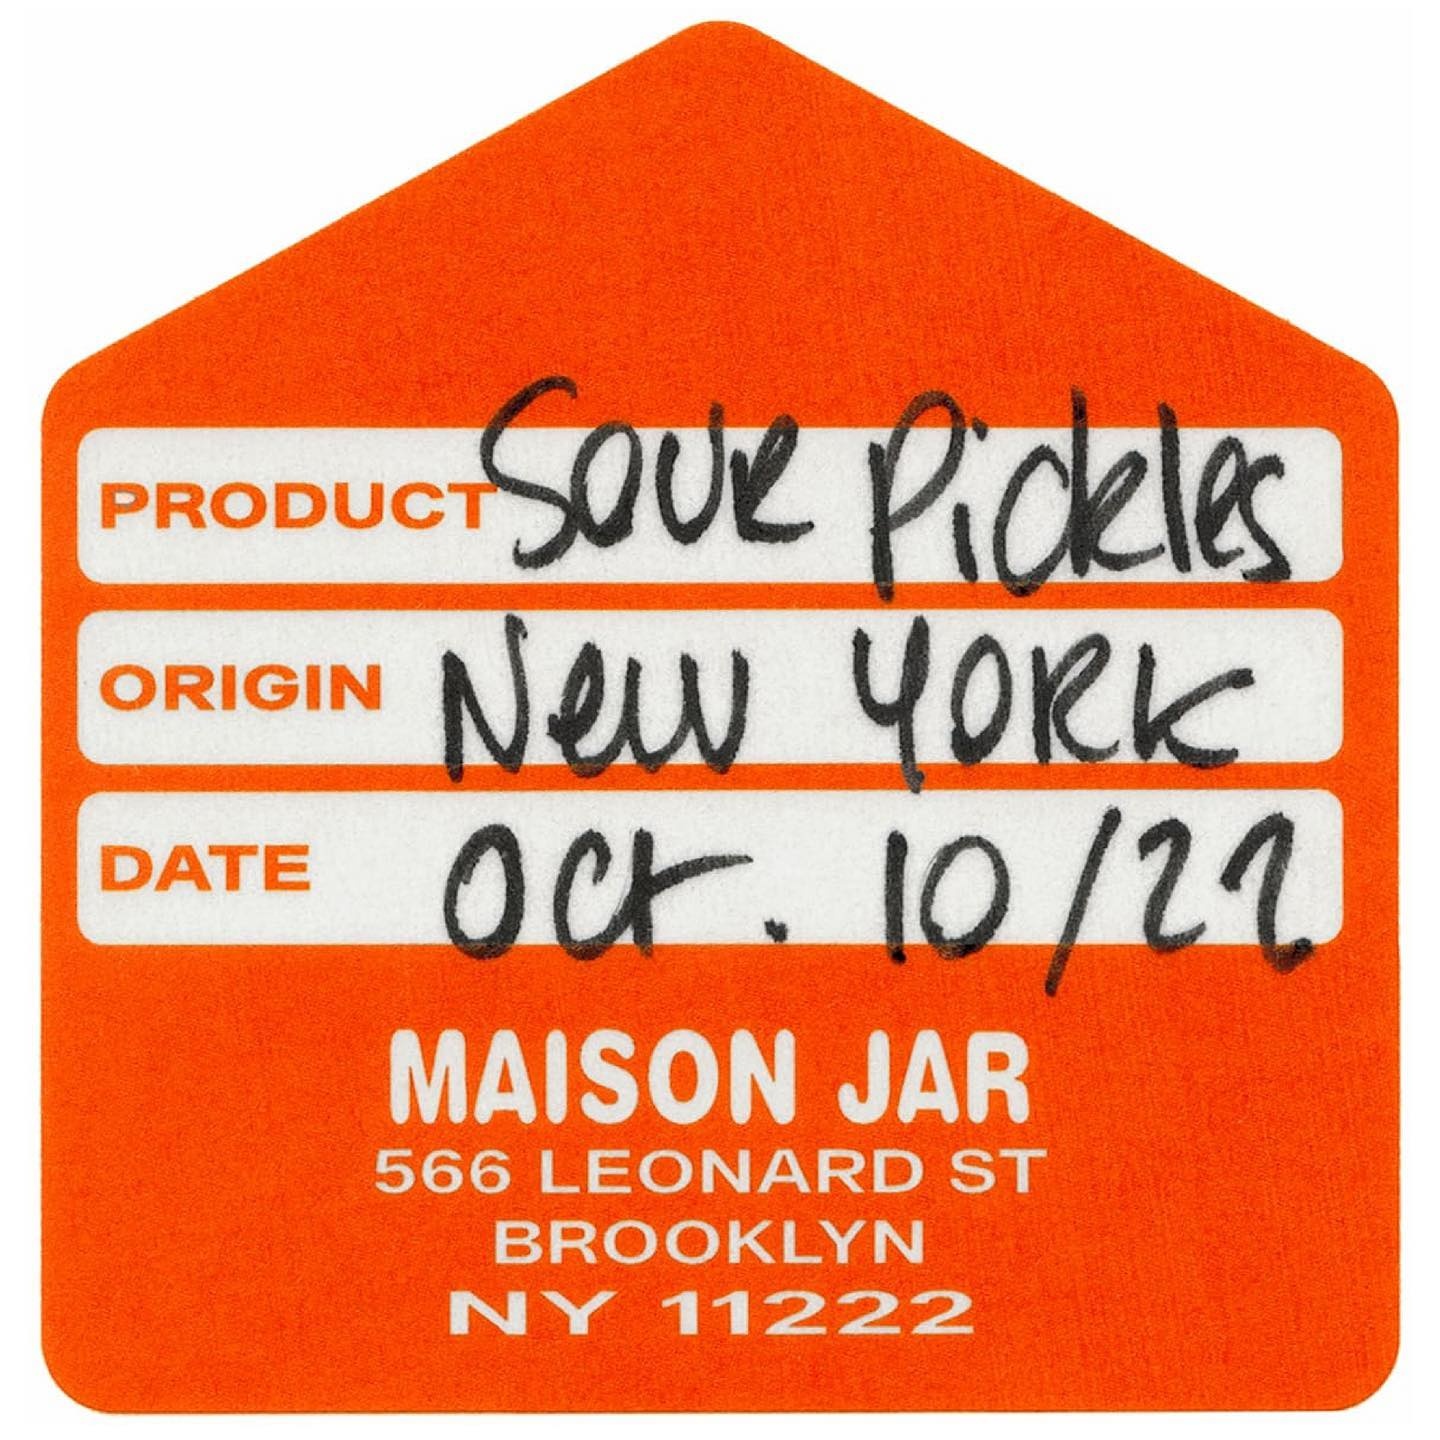 PRODUCT Sour Pickles
ORIGIN New York
DATE Oct. 10/22
MAISON JAR
566 LEONARD ST
BROOKLYN
NY 11222